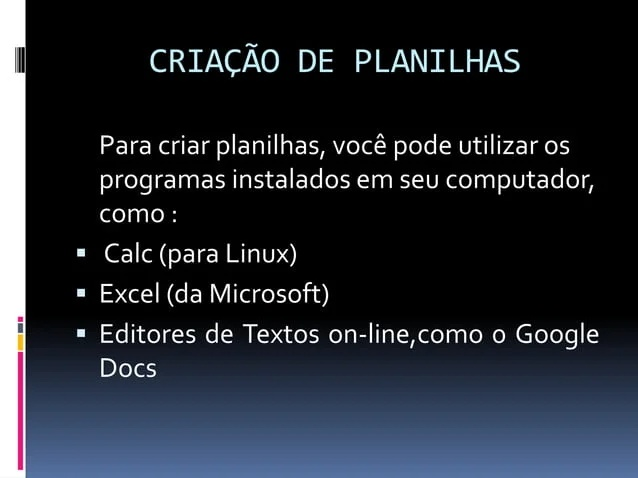 CRIAÇÃO DE PLANILHAS
Para criar planilhas, você pode utilizar os
programas instalados em seu computador,
como :
▪ Calc (para Linux)
▪ Excel (da Microsoft)
▪ Editores de Textos on-line,como o Google
Docs